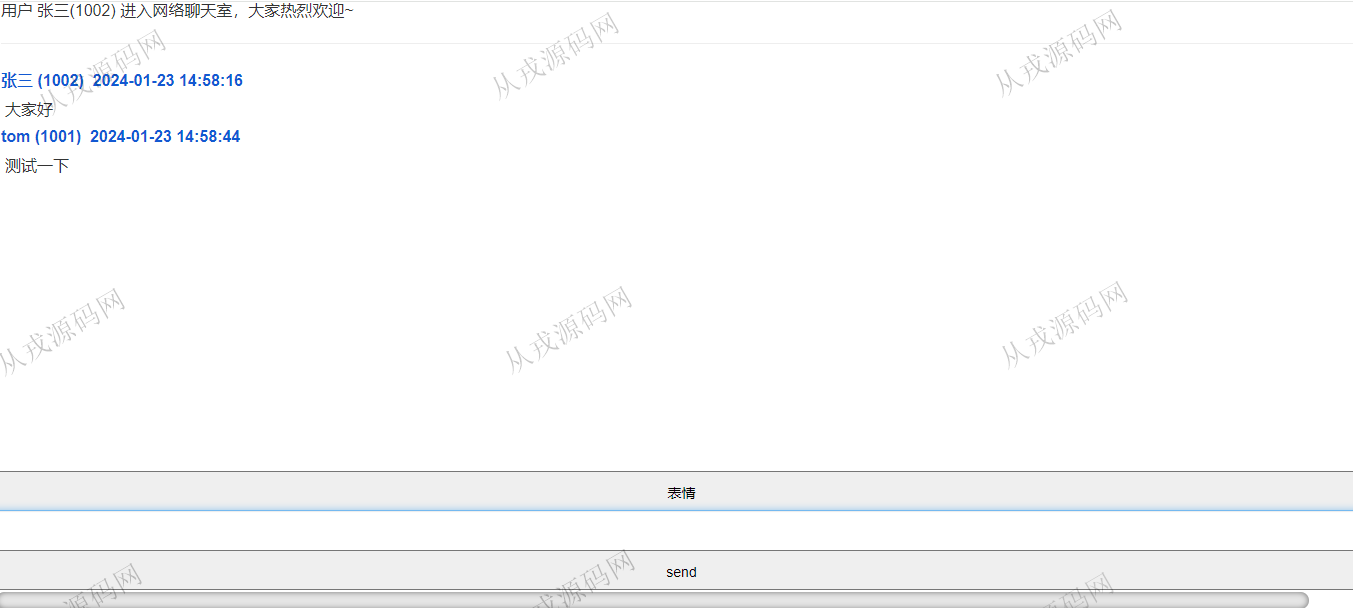 用户 张三(1002) 进入网络聊天室，大家热烈欢迎~
从戎源码网
从戎源码网
从戎源码网
张三 (1002)  2024-01-23 14:58:16
大家好
tom (1001)  2024-01-23 14:58:44
测试一下
从戎源码网
从戎源码网
从戎源码网
表情
send
源码网
从戎源码网
源码网